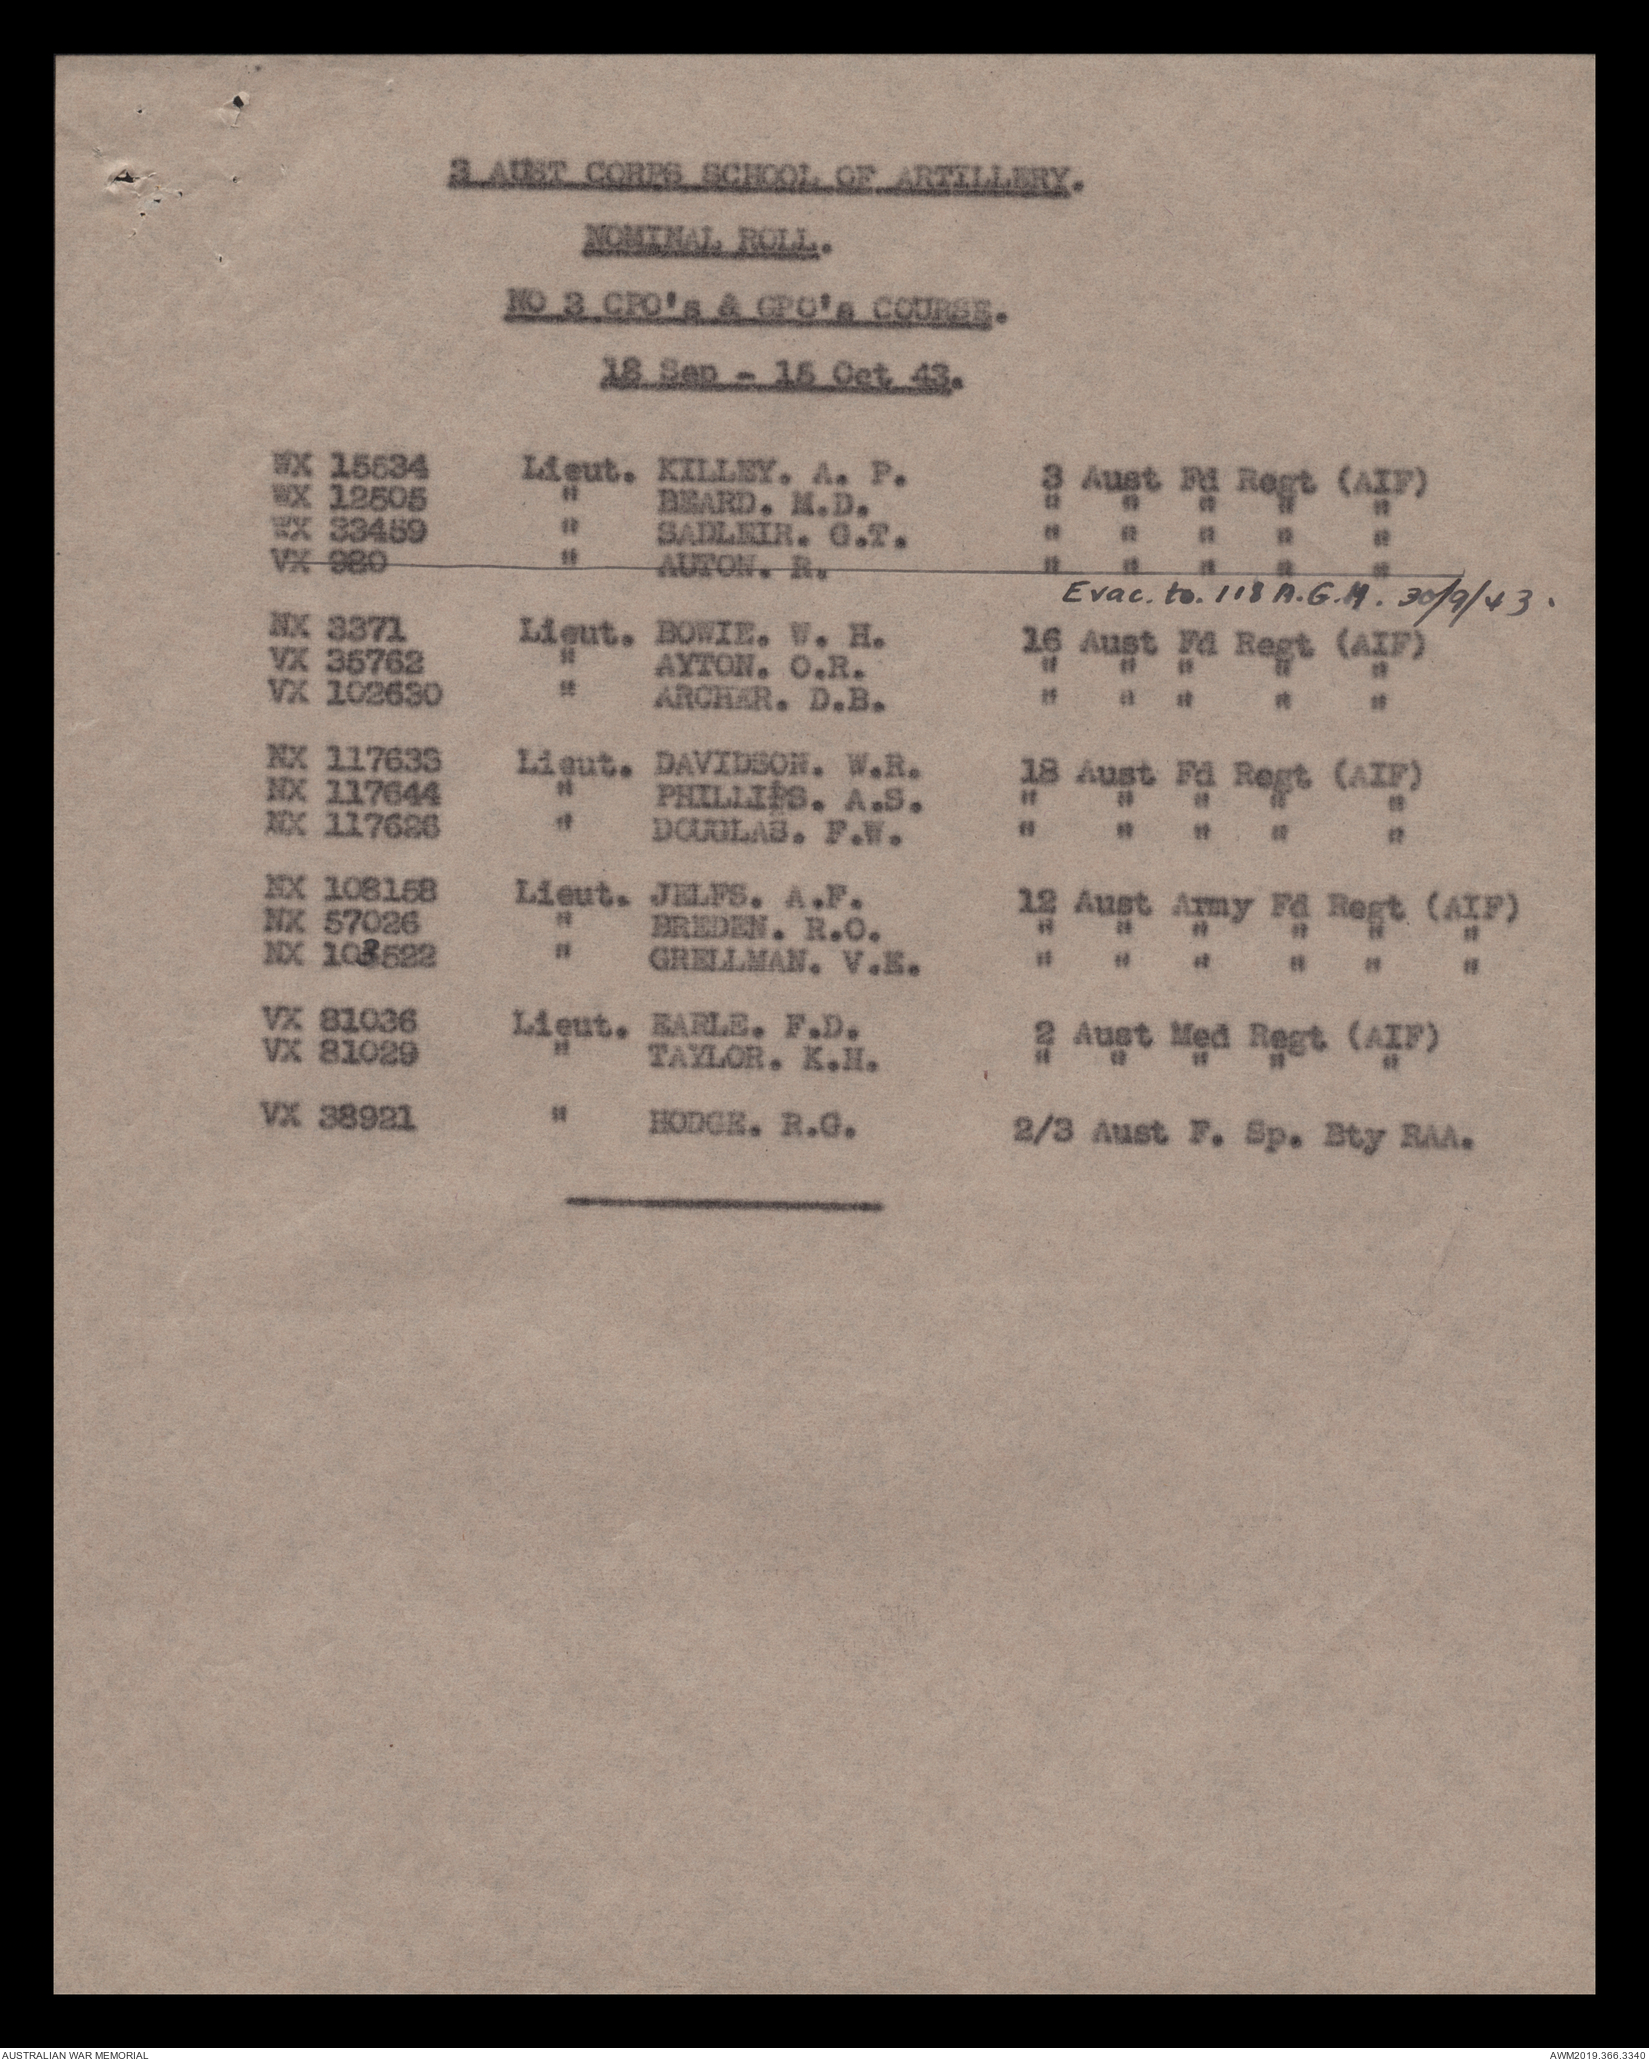 3 AUST CORPS SCHOOL OF ARTILLERY.
NOMINAL ROLL.
NO 3 CPO's & GPO's COURSE.
18 Sep - 15 Oct 43.
WX 15534 Lieut. KILLEY. A. P. 3 Aust Fd Regt (AIF)
WX 12505 " BEARD. M.D. " " " " "
WX 33459 " SADLEIR. G.T. " " " " "
VX 980 " AUTON. R. " " " " "
Evac. to. 118 A.G.H. 30/9/43.
NX 3371 Lieut. BOWIE. W. H. 16 Aust Fd Regt (AIF)
VX 35762 " AYTON. O.R. " " " " "
VX 102630 " ARCHER. D.B. " " " " "
NX 117633 Lieut. DAVIDSON. W.R. 18 Aust Fd Regt (AIF)
NX 117644 " PHILLIPS. A.S. " " " " "
NX 117626 " DOUGLAS. F.W. " " " " "
NX 108158 Lieut. JELFS. A.F. 12 Aust Army Fd Regt (AIF)
NX 57026 " BREDEN. R.O. " " " " " "
NX 103522 " GRELLMAN. V.E. " " " " " "
VX 81036 Lieut. EARLE. F.D. 2 Aust Med Regt (AIF)
VX 81029 " TAYLOR. K.H. " " " " "
VX 38921 " HODGE. R.G. 2/3 Aust F. Sp. Bty RAA.
AUSTRALIAN WAR MEMORIAL
AWM2019.366.3340